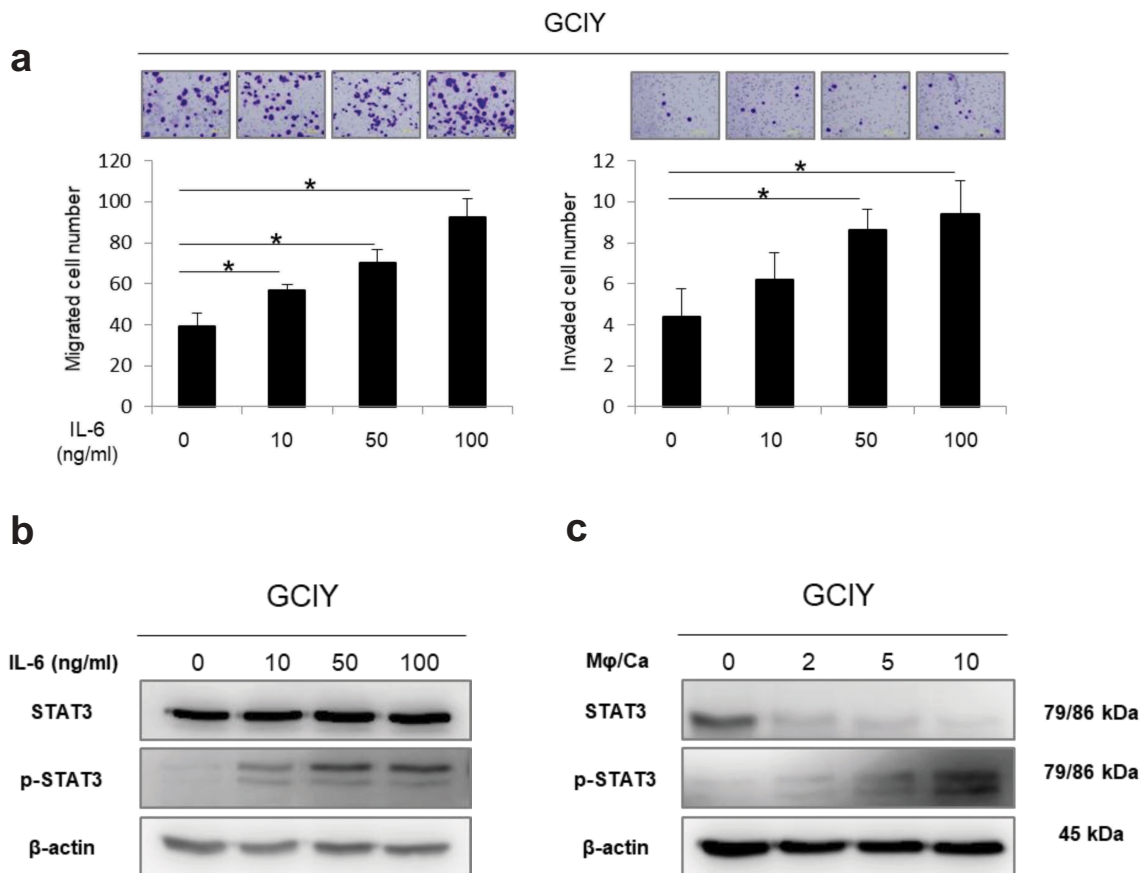 GCIY
a
Migrated cell number
120
100
80
60
40
20
0
*
*
*
IL-6
(ng/ml)
0 10 50 100
Invaded cell number
12
10
8
6
4
2
0
*
*
0 10 50 100
b
GCIY
IL-6 (ng/ml) 0 10 50 100
STAT3
p-STAT3
β-actin
c
GCIY
Mφ/Ca 0 2 5 10
STAT3 79/86 kDa
p-STAT3 79/86 kDa
β-actin 45 kDa